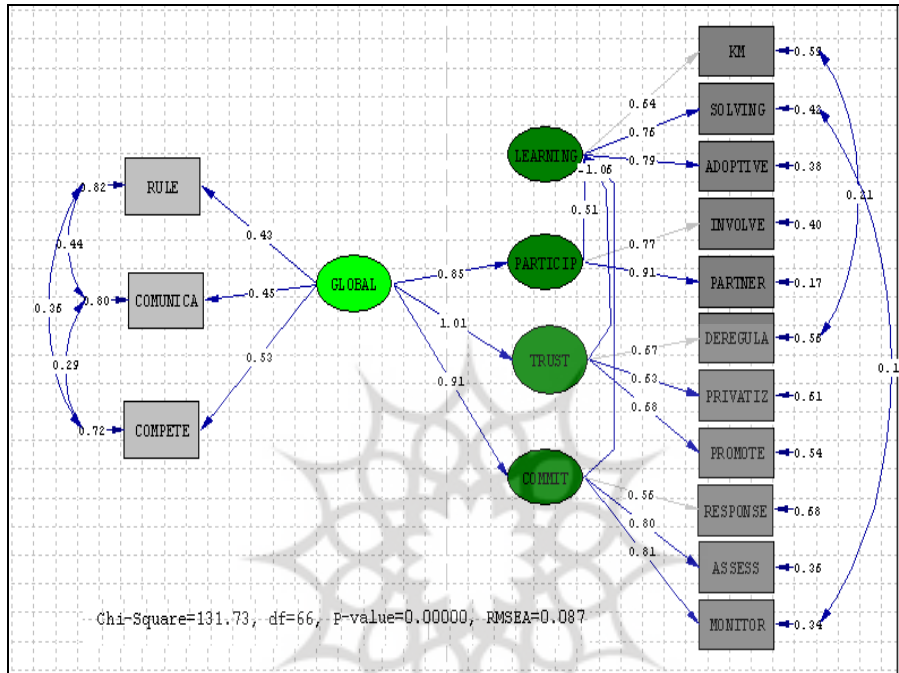 KM
0.59
SOLVING
0.43
0.64
0.76
LEARNING
0.79
ADOPTIVE
0.38
-1.06
RULE
0.82
0.21
0.51
INVOLVE
0.40
0.77
0.43
0.44
PARTICIP
0.85
0.91
PARTNER
0.17
GLOBAL
COMUNICA
0.80
0.45
1.01
DEREGULA
0.55
0.67
TRUST
0.35
0.29
0.53
0.91
0.63
0.1
PRIVATIZ
0.61
0.68
COMPETE
0.72
PROMOTE
0.54
COMMIT
0.56
RESPONSE
0.68
0.80
0.81
ASSESS
0.35
Chi-Square=131.73, df=66, P-value=0.00000, RMSEA=0.087
MONITOR
0.34